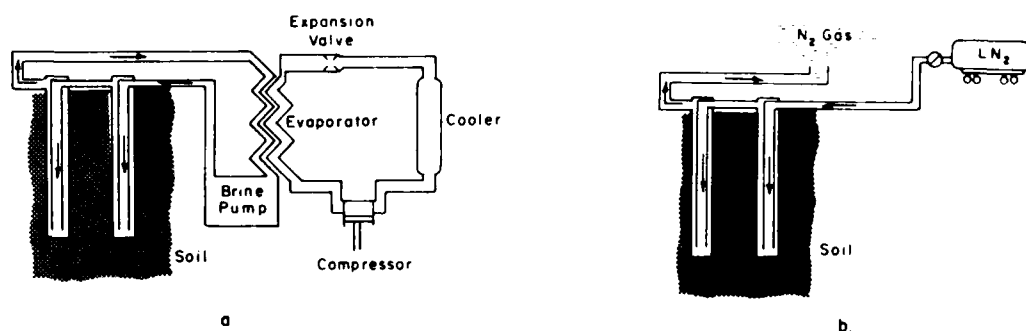 Expansion
Valve
Evaporator
Cooler
Brine
Pump
Soil
Compressor
a
N₂ Gas
LN₂
Soil
b.